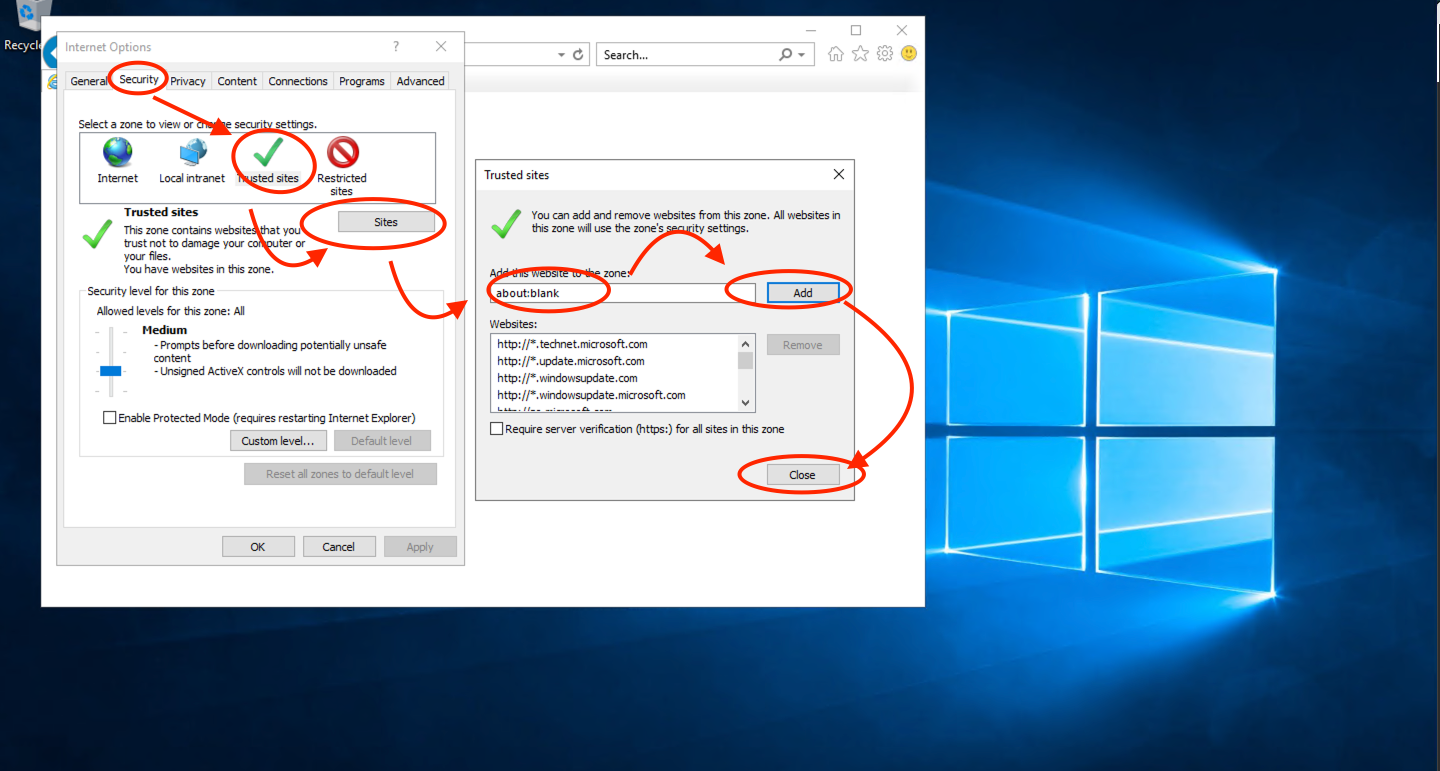 Recycle
Internet Options
?
Search...
General
Security
Privacy
Content
Connections
Programs
Advanced
Select a zone to view or change security settings.
Internet
Local intranet
Trusted sites
Restricted
sites
Trusted sites
Sites
This zone contains websites that you
trust not to damage your computer or
your files.
You have websites in this zone.
Security level for this zone
Allowed levels for this zone: All
Medium
- Prompts before downloading potentially unsafe
content
- Unsigned ActiveX controls will not be downloaded
Enable Protected Mode (requires restarting Internet Explorer)
Custom level...
Default level
Reset all zones to default level
OK
Cancel
Apply
Trusted sites
You can add and remove websites from this zone. All websites in
this zone will use the zone's security settings.
Add this website to the zone:
about:blank
Add
Websites:
http://*.technet.microsoft.com
http://*.update.microsoft.com
http://*.windowsupdate.com
http://*.windowsupdate.microsoft.com
Remove
Require server verification (https:) for all sites in this zone
Close